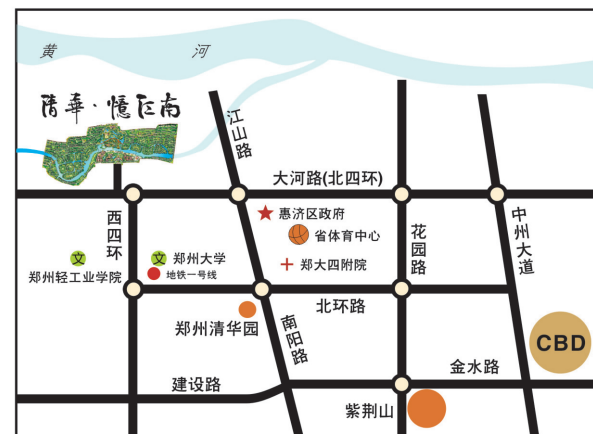 黄河
清華·憶江南
江山路
大河路(北四环)
西四环
惠济区政府
省体育中心
花园路
中州大道
文
郑州轻工业学院
文
郑州大学
地铁一号线
郑大四附院
北环路
郑州清华园
南阳路
CBD
建设路
金水路
紫荆山